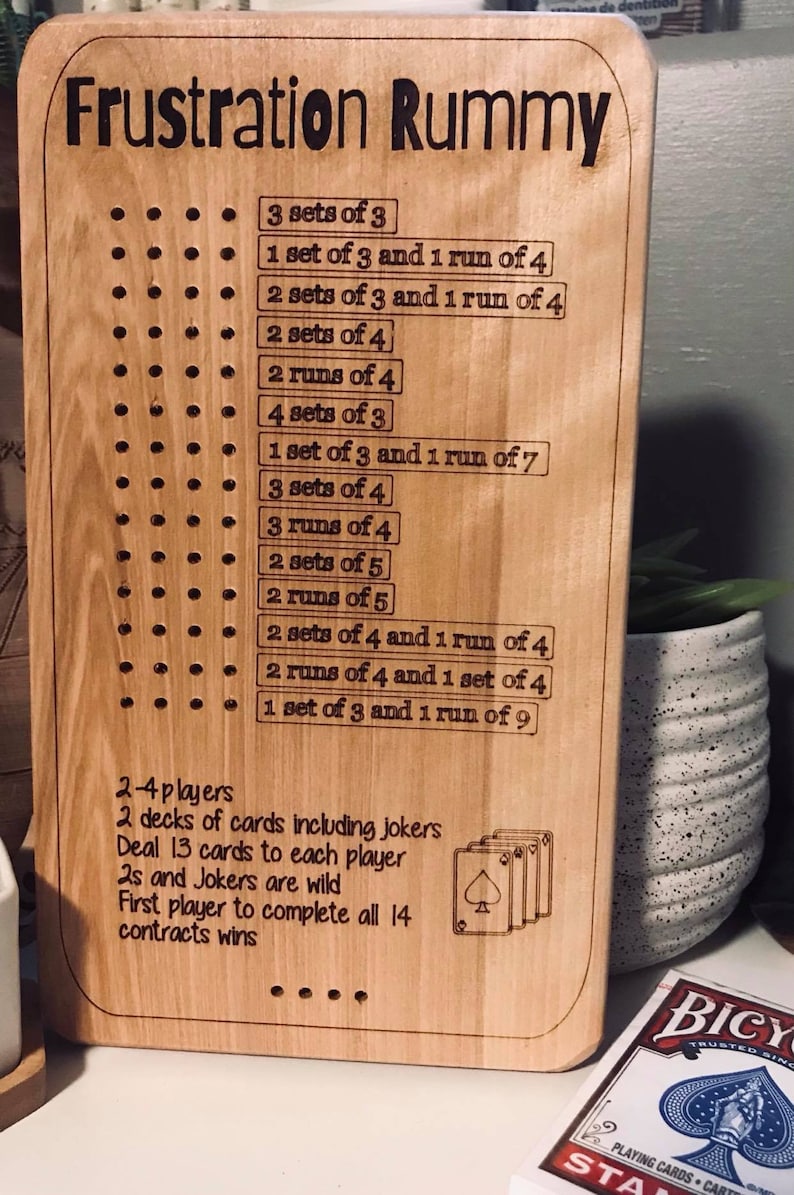 de dentition
Frustration Rummy
3 sets of 3
1 set of 3 and 1 run of 4
2 sets of 3 and 1 run of 4
2 sets of 4
2 runs of 4
4 sets of 3
1 set of 3 and 1 run of 7
3 sets of 4
3 runs of 4
2 sets of 5
2 runs of 5
2 sets of 4 and 1 run of 4
2 runs of 4 and 1 set of 4
1 set of 3 and 1 run of 9
2-4 players
2 decks of cards including jokers
Deal 13 cards to each player
2s and Jokers are wild
First player to complete all 14
contracts wins
BICY
TRUSTED SINC
PLAYING CARDS • CART
STA